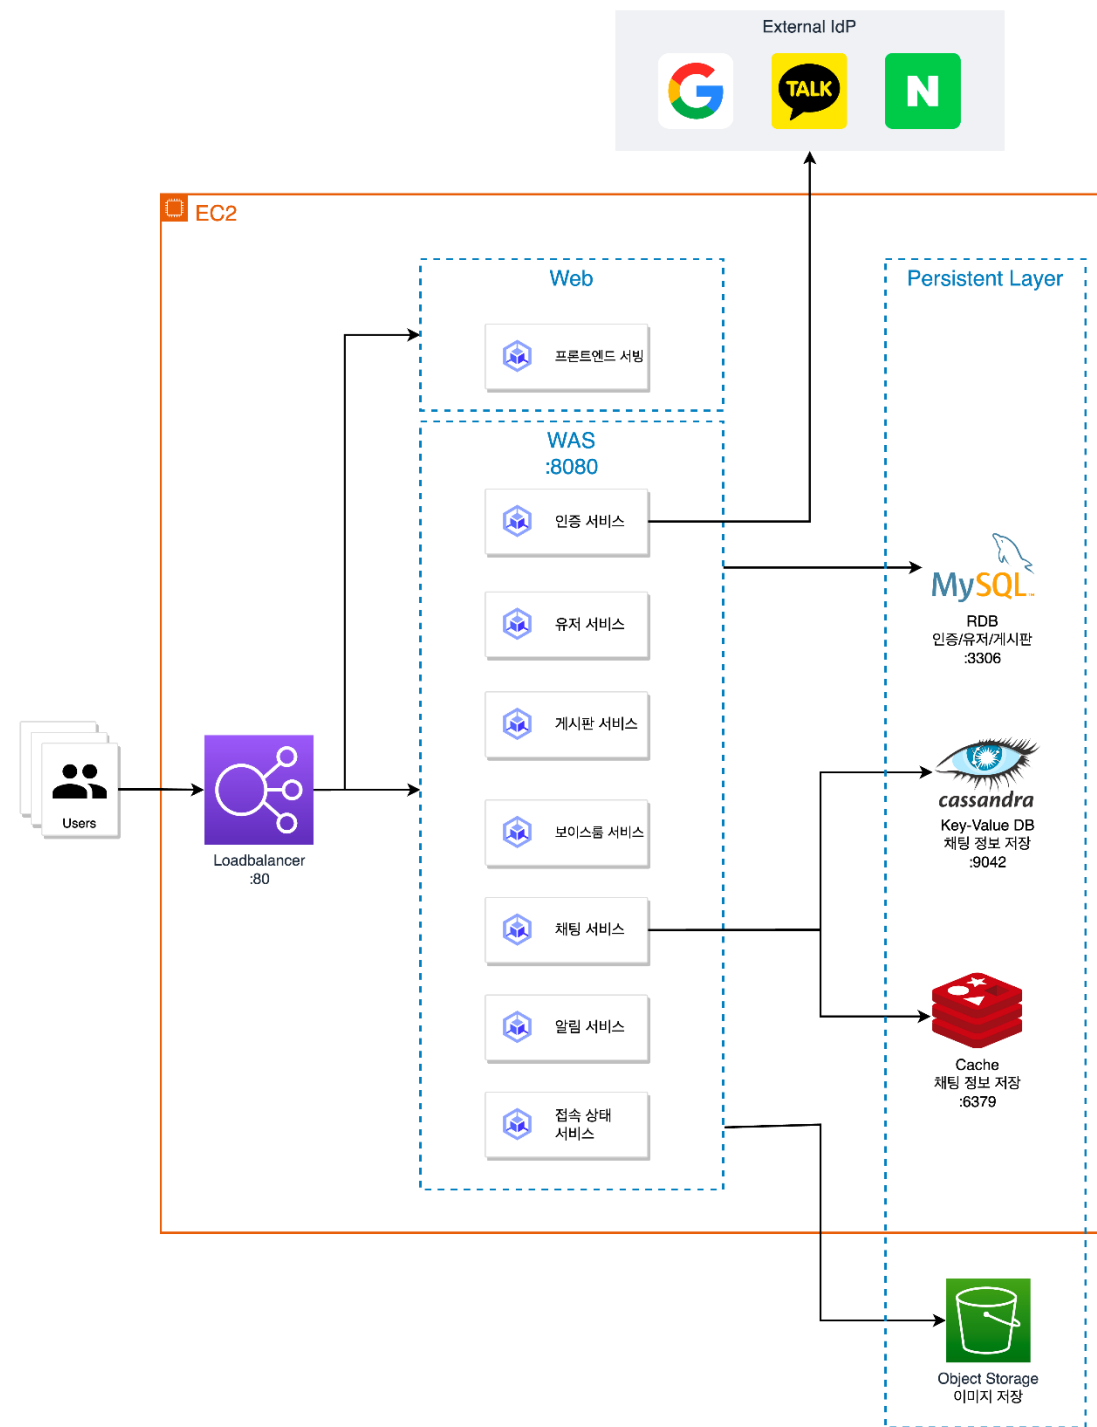 External IdP
TALK
N
EC2
Web
프론트엔드 서빙
WAS
:8080
인증 서비스
유저 서비스
게시판 서비스
보이스룸 서비스
채팅 서비스
알림 서비스
접속 상태
서비스
Users
Loadbalancer
:80
Persistent Layer
MySQL
RDB
인증/유저/게시판
:3306
cassandra
Key-Value DB
채팅 정보 저장
:9042
Cache
채팅 정보 저장
:6379
Object Storage
이미지 저장